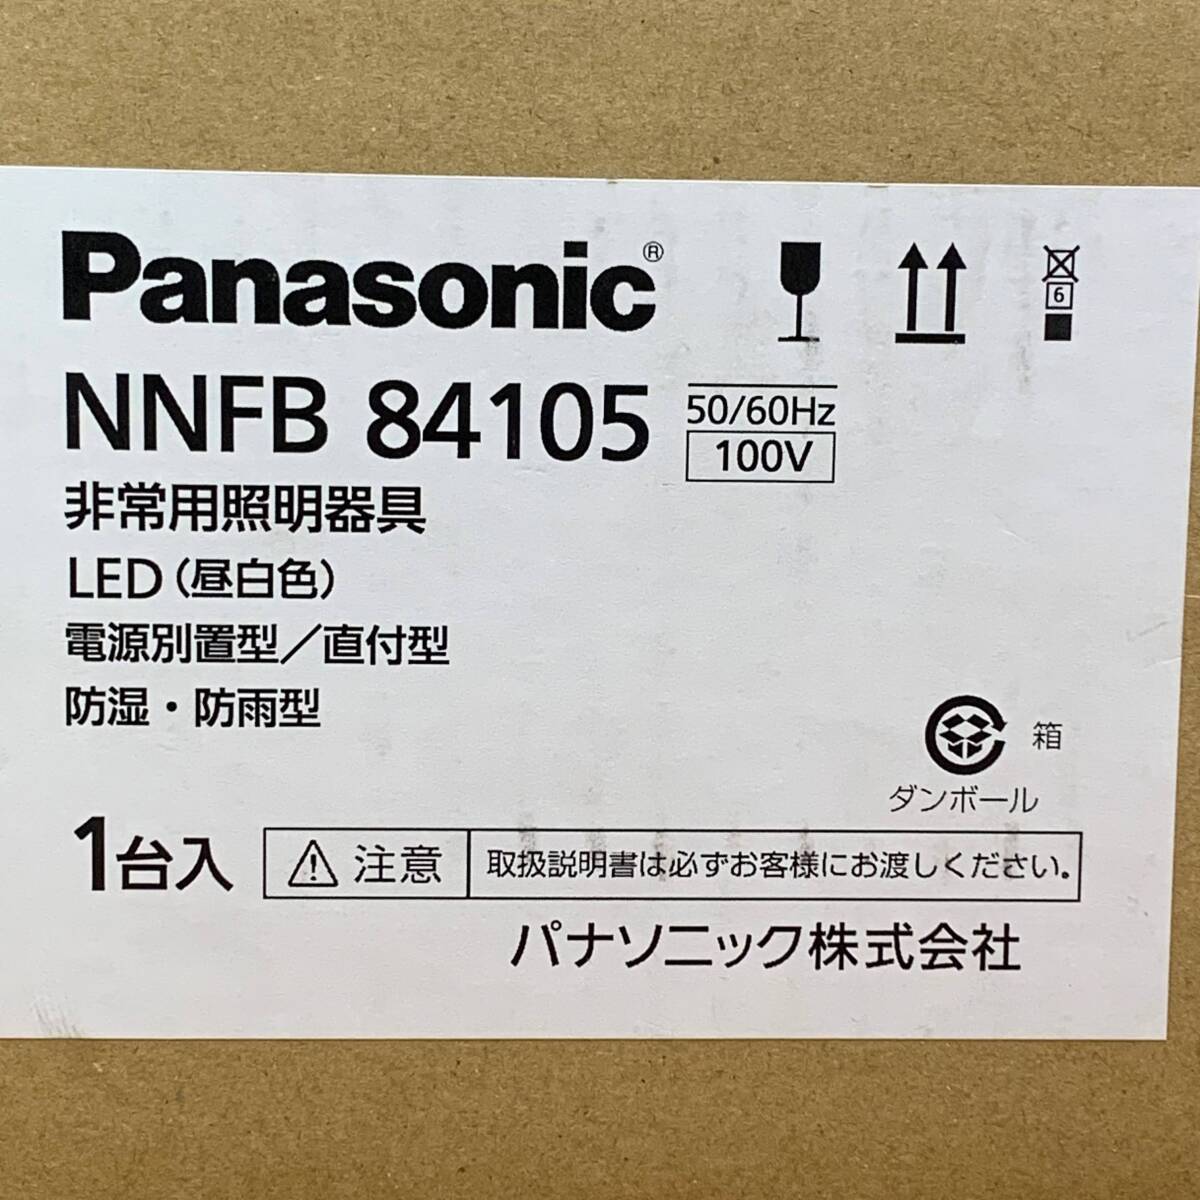 Panasonic®
6
NNFB 84105
50/60Hz
100V
非常用照明器具
LED（昼白色）
電源別置型／直付型
防湿・防雨型
箱
ダンボール
1台入
注意
取扱説明書は必ずお客様にお渡しください。
パナソニック株式会社